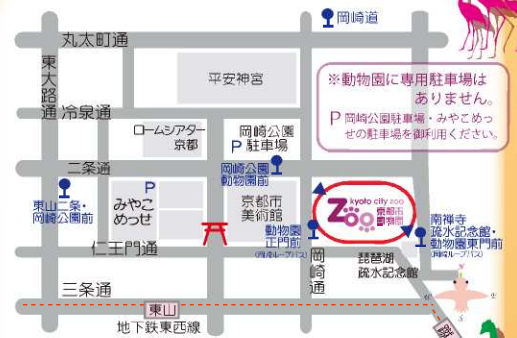 岡崎道
丸太町通
東大路通
平安神宮
※動物園に専用駐車場は
ありません。
P 岡崎公園駐車場・みやこめっ
せの駐車場を御利用ください。
冷泉通
ロームシアター
京都
岡崎公園
P 駐車場
二条通
岡崎公園
動物園前
東山二条・
岡崎公園前
P
みやこ
めっせ
京都市
美術館
kyoto city zoo
ZOO
京都市
動物園
動物園
正門前
(岡崎ループバス)
南禅寺
疏水記念館・
動物園東門前
(岡崎ループバス)
仁王門通
岡崎通
琵琶湖
疏水記念館
三条通
東山
地下鉄東西線